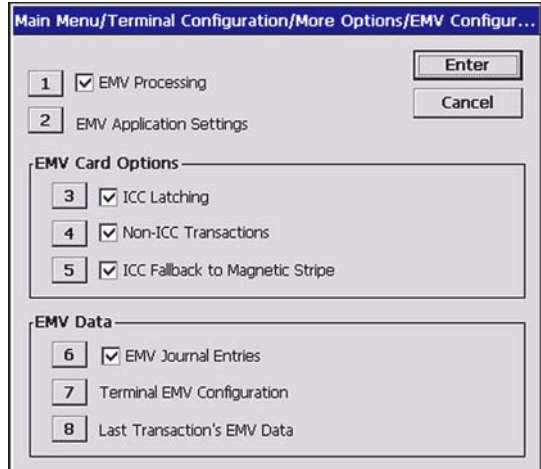 Main Menu/Terminal Configuration/More Options/EMV Configur...
Enter
1 EMV Processing
Cancel
2 EMV Application Settings
EMV Card Options
3 ICC Latching
4 Non-ICC Transactions
5 ICC Fallback to Magnetic Stripe
EMV Data
6 EMV Journal Entries
7 Terminal EMV Configuration
8 Last Transaction's EMV Data